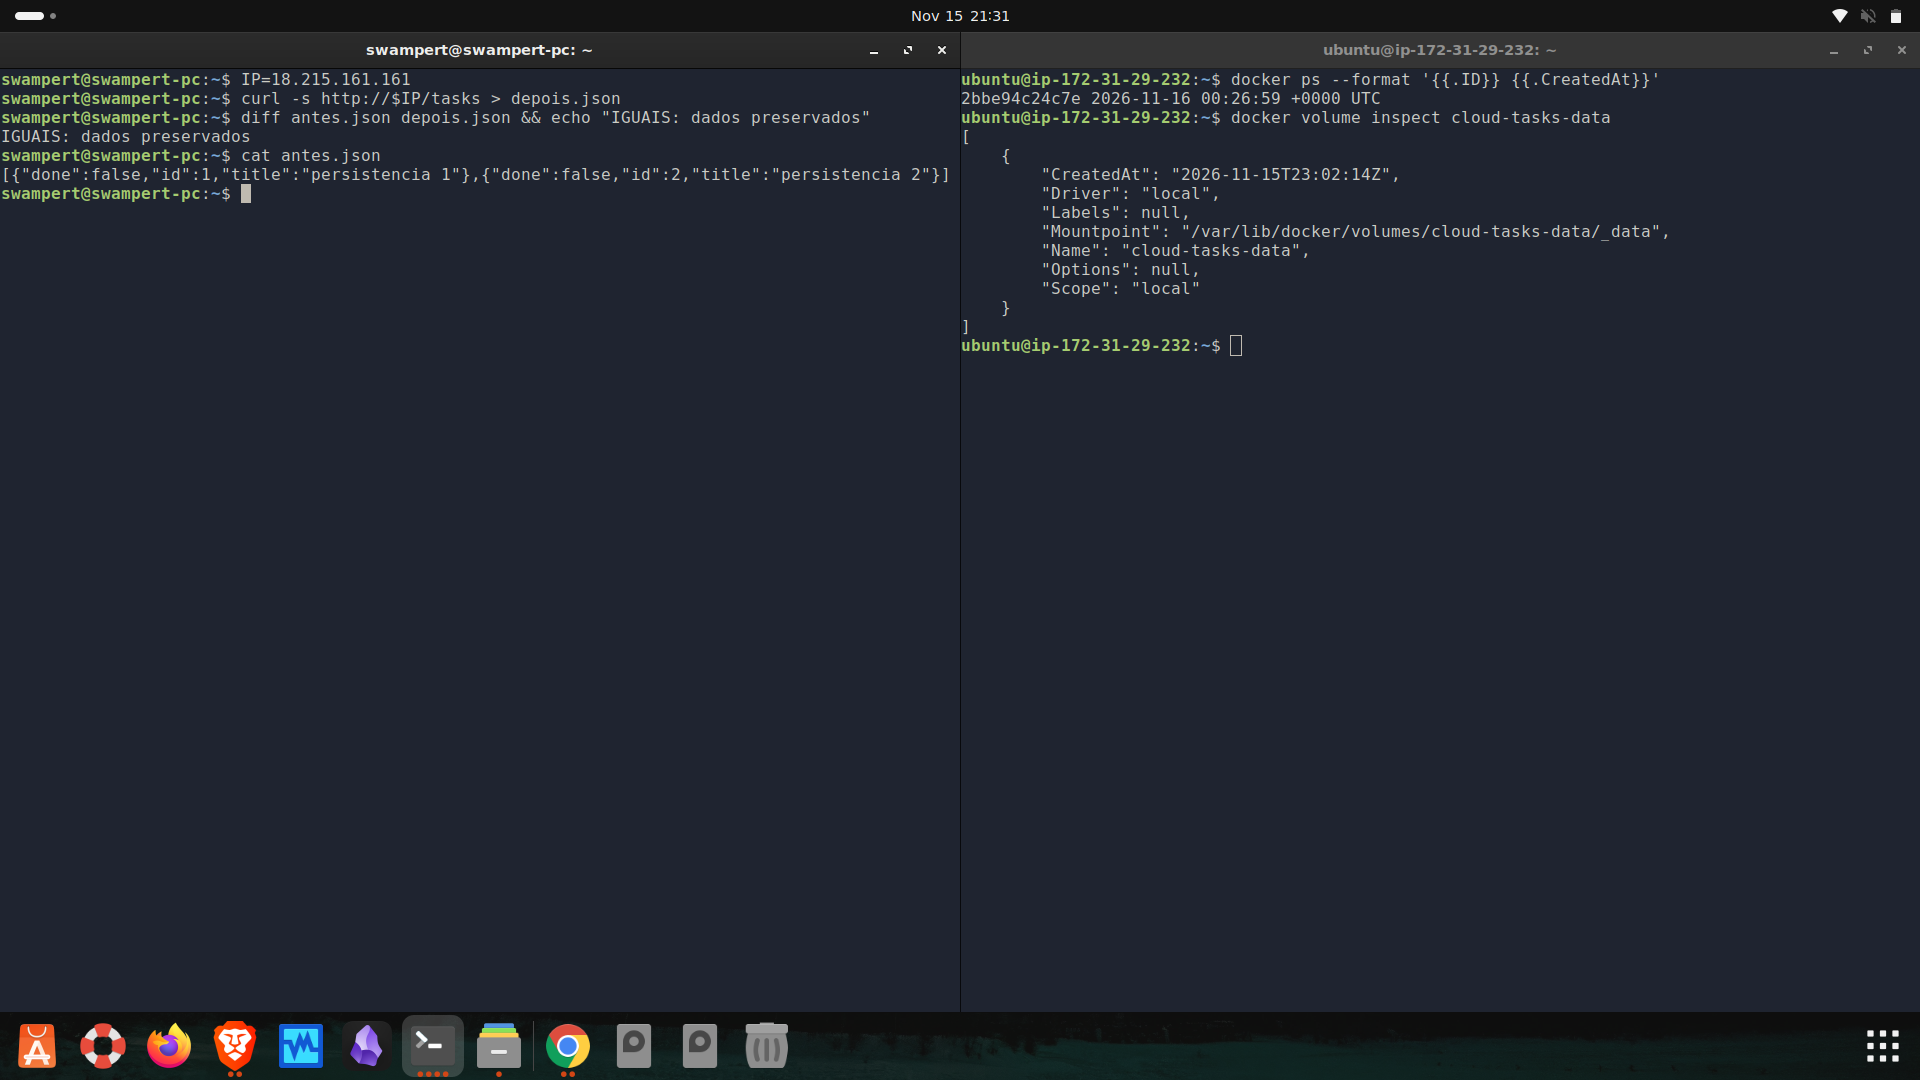 Nov 15 21:31
swampert@swampert-pc: ~
swampert@swampert-pc:~$ IP=18.215.161.161
swampert@swampert-pc:~$ curl -s http://$IP/tasks > depois.json
swampert@swampert-pc:~$ diff antes.json depois.json && echo "IGUAIS: dados preservados"
IGUAIS: dados preservados
swampert@swampert-pc:~$ cat antes.json
[{"done":false,"id":1,"title":"persistencia 1"},{"done":false,"id":2,"title":"persistencia 2"}]
swampert@swampert-pc:~$
ubuntu@ip-172-31-29-232: ~
ubuntu@ip-172-31-29-232:~$ docker ps --format '{{.ID}} {{.CreatedAt}}'
2bbe94c24c7e 2026-11-16 00:26:59 +0000 UTC
ubuntu@ip-172-31-29-232:~$ docker volume inspect cloud-tasks-data
[
    {
        "CreatedAt": "2026-11-15T23:02:14Z",
        "Driver": "local",
        "Labels": null,
        "Mountpoint": "/var/lib/docker/volumes/cloud-tasks-data/_data",
        "Name": "cloud-tasks-data",
        "Options": null,
        "Scope": "local"
    }
]
ubuntu@ip-172-31-29-232:~$